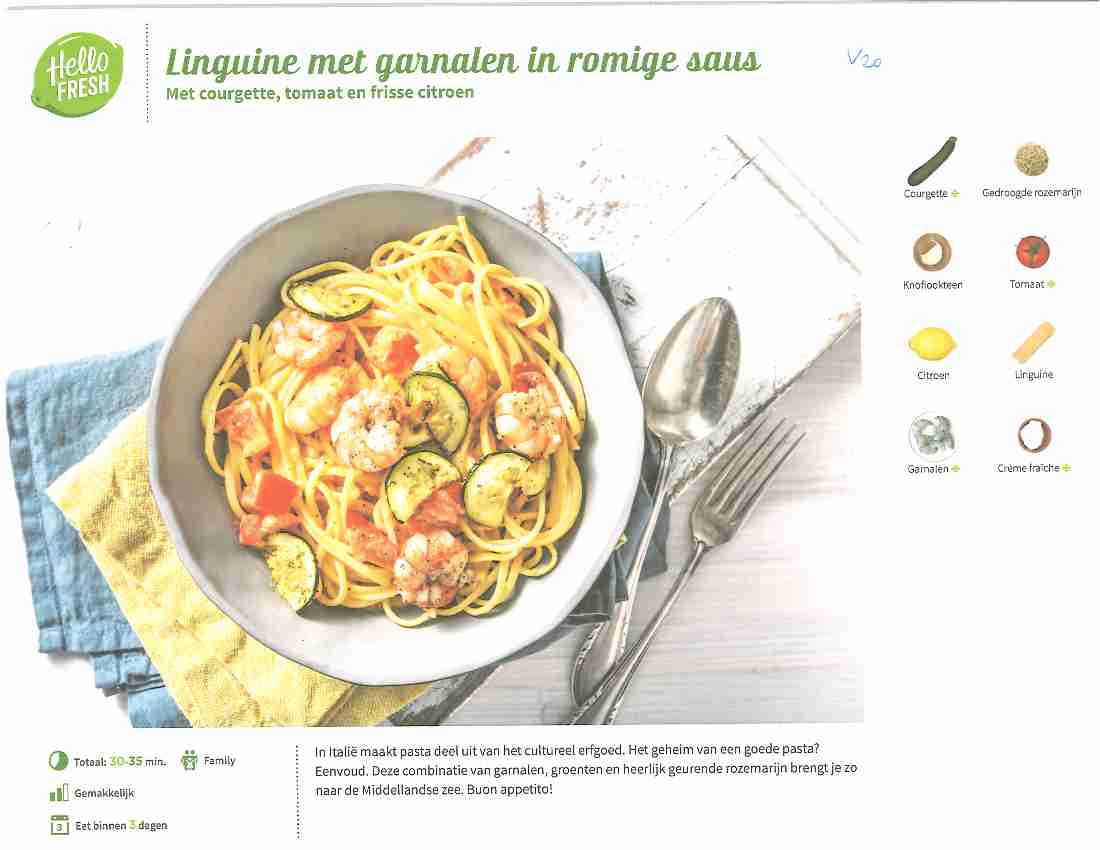 Hello
FRESH
Linguine met garnalen in romige saus
Met courgette, tomaat en frisse citroen
V20
Courgette
Gedroogde rozemarijn
Knoflookteen
Tomaat
Citroen
Linguine
Garnalen
Crème fraîche
Totaal: 30-35 min.
Family
Gemakkelijk
3
Eet binnen 3 dagen
In Italië maakt pasta deel uit van het cultureel erfgoed. Het geheim van een goede pasta?
Eenvoud. Deze combinatie van garnalen, groenten en heerlijk geurende rozemarijn brengt je zo
naar de Middellandse zee. Buon appetito!